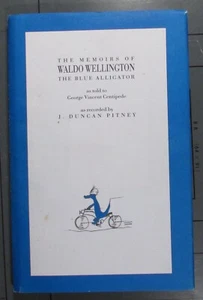 THE MEMOIRS OF
WALDO WELLINGTON
THE BLUE ALLIGATOR
as told to
George Vincent Centipede
as recorded by
J. DUNCAN PITNEY